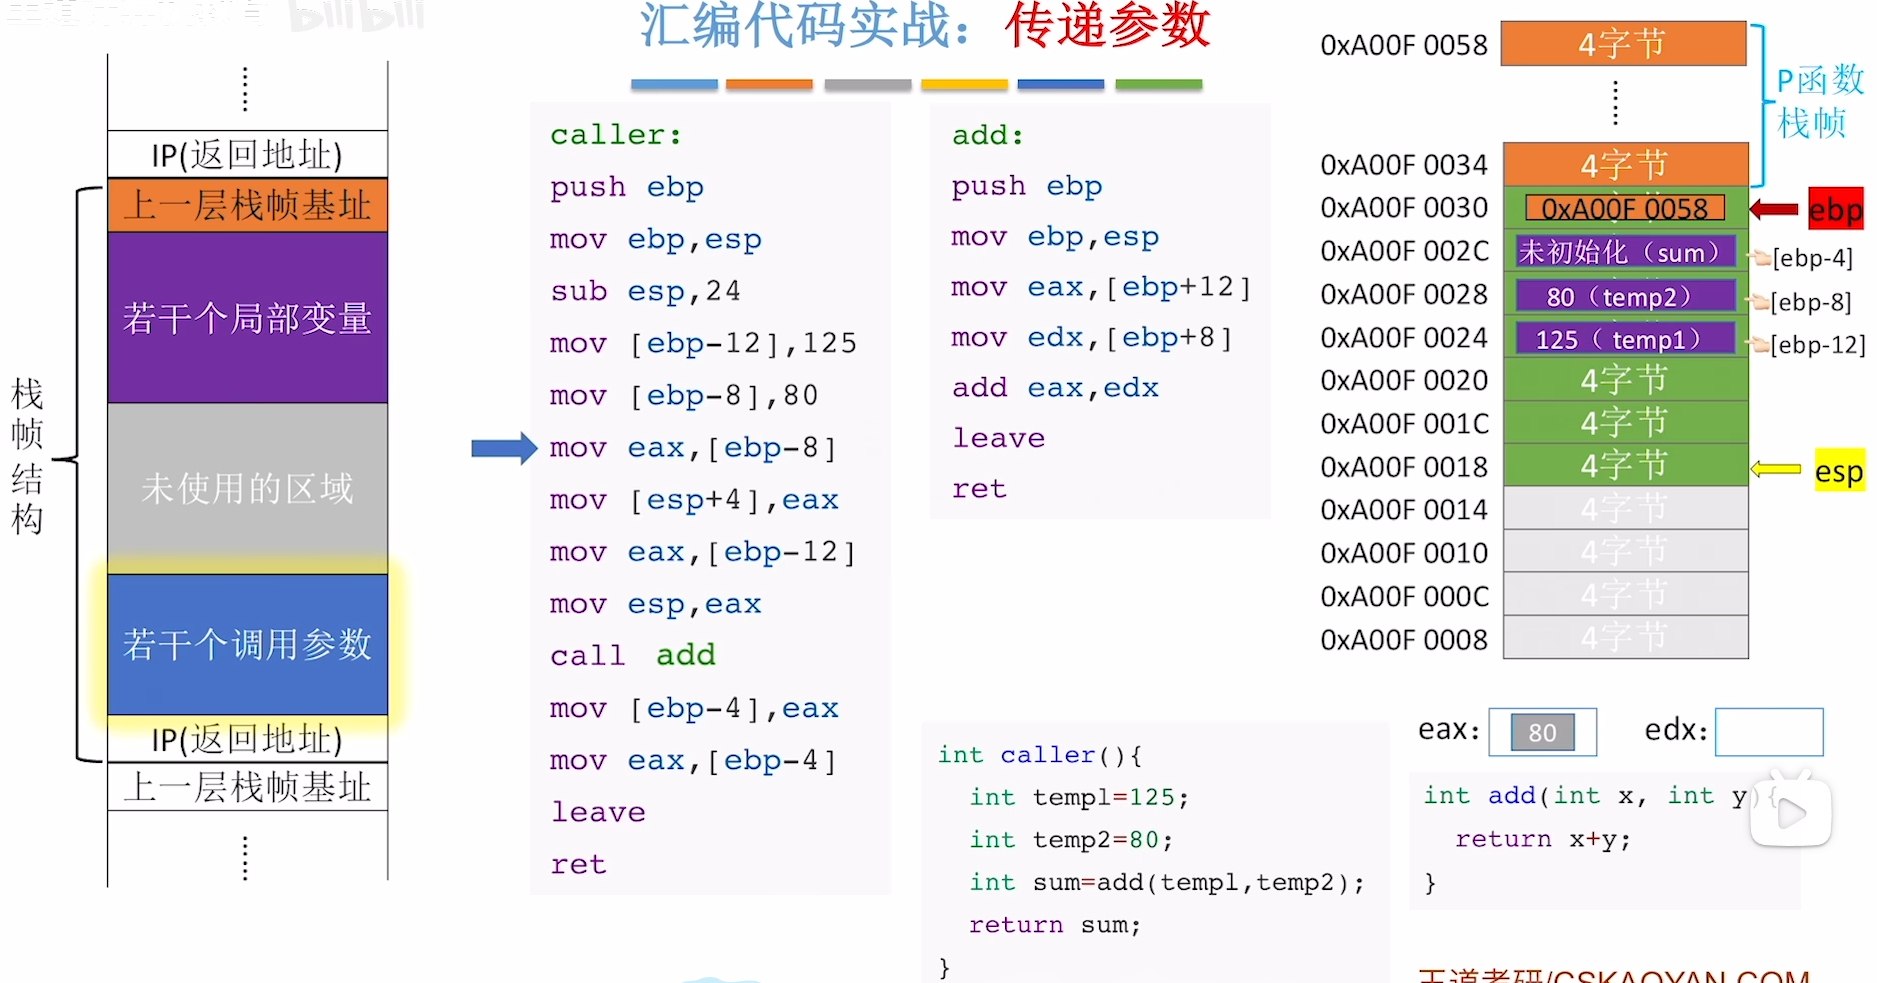 bilibili
汇编代码实战：传递参数
IP(返回地址)
上一层栈帧基址
若干个局部变量
未使用的区域
若干个调用参数
IP(返回地址)
上一层栈帧基址
栈帧结构
caller:
push ebp
mov ebp,esp
sub esp,24
mov [ebp-12],125
mov [ebp-8],80
mov eax,[ebp-8]
mov [esp+4],eax
mov eax,[ebp-12]
mov esp,eax
call add
mov [ebp-4],eax
mov eax,[ebp-4]
leave
ret
add:
push ebp
mov ebp,esp
mov eax,[ebp+12]
mov edx,[ebp+8]
add eax,edx
leave
ret
int caller(){
int temp1=125;
int temp2=80;
int sum=add(temp1,temp2);
return sum;
}
0xA00F 0058 4字节
P函数
栈帧
0xA00F 0034 4字节
0xA00F 0030 0xA00F 0058 ebp
0xA00F 002C 未初始化（sum） [ebp-4]
0xA00F 0028 80（temp2） [ebp-8]
0xA00F 0024 125（ temp1） [ebp-12]
0xA00F 0020 4字节
0xA00F 001C 4字节
0xA00F 0018 4字节 esp
0xA00F 0014 4字节
0xA00F 0010 4字节
0xA00F 000C 4字节
0xA00F 0008 4字节
eax: 80 edx:
int add(int x, int y){
return x+y;
}
王道考研/CSKAOYAN.COM